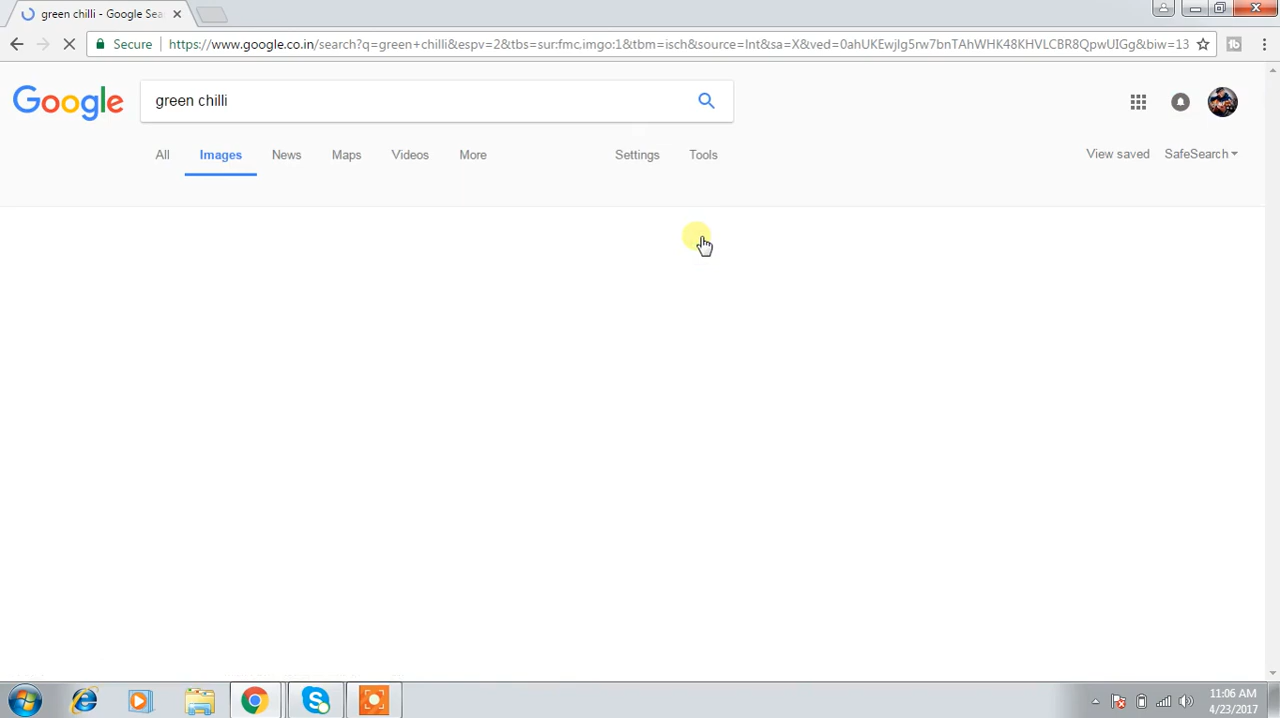 green chilli - Google Sea
Secure https://www.google.co.in/search?q=green+chilli&espv=2&tbs=sur:fmc,imgo:1&tbm=isch&source=lnt&sa=X&ved=0ahUKEwjIg5rw7bnTAhWHK48KHVLCBR8QpwUIGg&biw=13
Google green chilli
All Images News Maps Videos More Settings Tools View saved SafeSearch
11:06 AM
4/23/2017